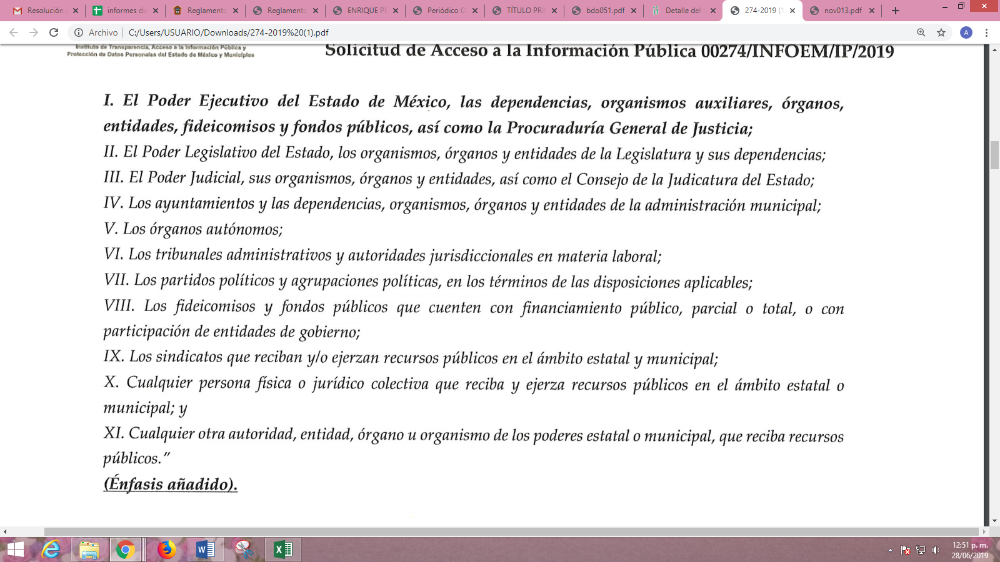 Resolución
informes di
Reglamento
Reglamento
ENRIQUE PE
Periódico O
TÍTULO PRI
bdo051.pdf
Detalle del
274-2019 (1
nov013.pdf
Archivo
C:/Users/USUARIO/Downloads/274-2019%20(1).pdf
A
Instituto de Transparencia, Acceso a la Información Pública y
Protección de Datos Personales del Estado de México y Municipios
Solicitud de Acceso a la Información Pública 00274/INFOEM/IP/2019
I. El Poder Ejecutivo del Estado de México, las dependencias, organismos auxiliares, órganos,
entidades, fideicomisos y fondos públicos, así como la Procuraduría General de Justicia;
II. El Poder Legislativo del Estado, los organismos, órganos y entidades de la Legislatura y sus dependencias;
III. El Poder Judicial, sus organismos, órganos y entidades, así como el Consejo de la Judicatura del Estado;
IV. Los ayuntamientos y las dependencias, organismos, órganos y entidades de la administración municipal;
V. Los órganos autónomos;
VI. Los tribunales administrativos y autoridades jurisdiccionales en materia laboral;
VII. Los partidos políticos y agrupaciones políticas, en los términos de las disposiciones aplicables;
VIII. Los fideicomisos y fondos públicos que cuenten con financiamiento público, parcial o total, o con
participación de entidades de gobierno;
IX. Los sindicatos que reciban y/o ejerzan recursos públicos en el ámbito estatal y municipal;
X. Cualquier persona física o jurídico colectiva que reciba y ejerza recursos públicos en el ámbito estatal o
municipal; y
XI. Cualquier otra autoridad, entidad, órgano u organismo de los poderes estatal o municipal, que reciba recursos
públicos.”
(Énfasis añadido).
12:51 p. m.
28/06/2019